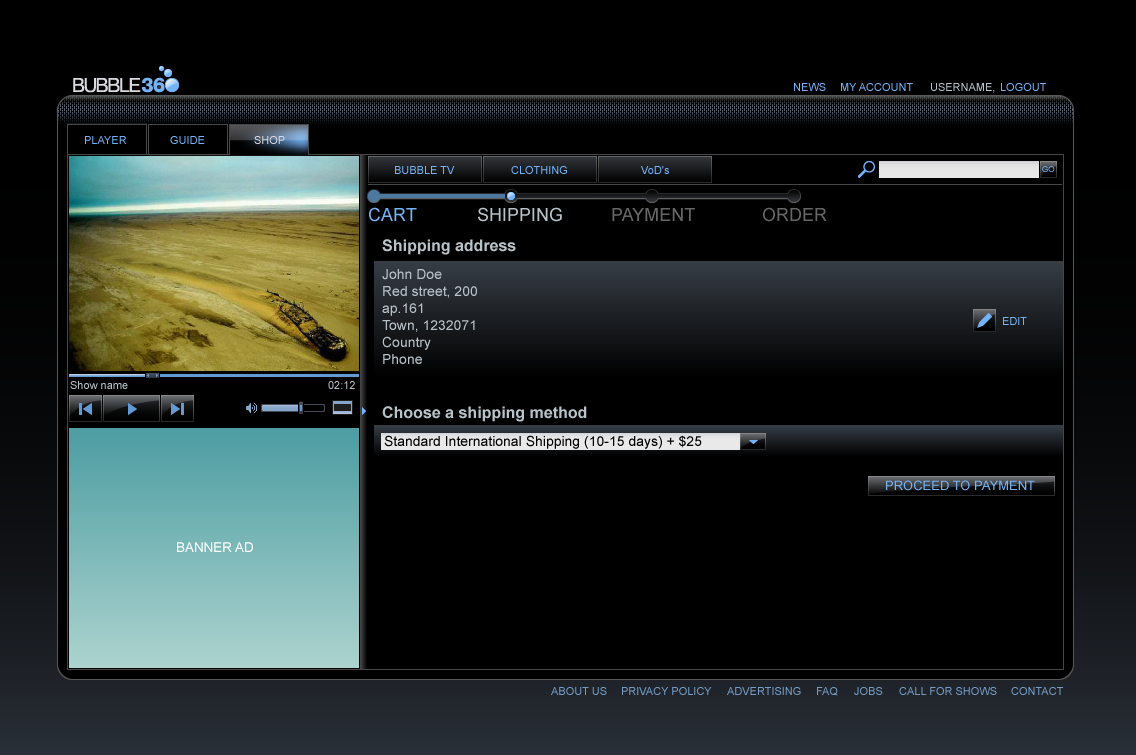 BUBBLE36
NEWS MY ACCOUNT USERNAME, LOGOUT
PLAYER GUIDE SHOP
BUBBLE TV CLOTHING VoD's GO
CART SHIPPING PAYMENT ORDER
Shipping address
John Doe
Red street, 200
ap.161
Town, 1232071
Country
Phone
EDIT
Show name 02:12
Choose a shipping method
Standard International Shipping (10-15 days) + $25
PROCEED TO PAYMENT
BANNER AD
ABOUT US PRIVACY POLICY ADVERTISING FAQ JOBS CALL FOR SHOWS CONTACT